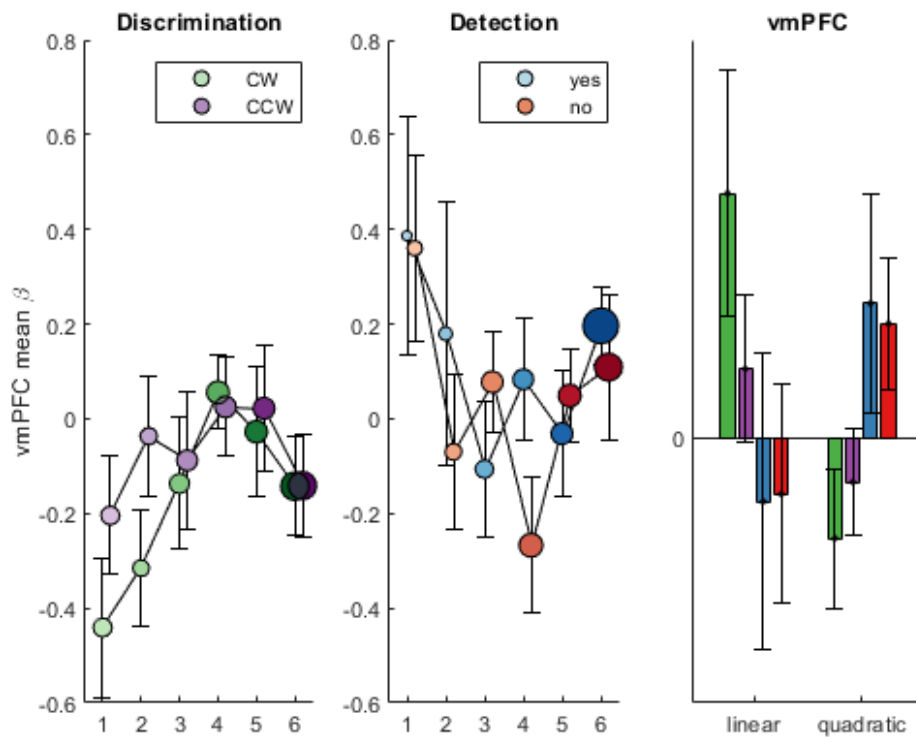 Discrimination
Detection
vmPFC
0.8
0.6
0.4
0.2
0
-0.2
-0.4
-0.6
vmPFC mean β
CW
CCW
1 2 3 4 5 6
0.8
0.6
0.4
0.2
0
-0.2
-0.4
-0.6
yes
no
1 2 3 4 5 6
0
linear quadratic